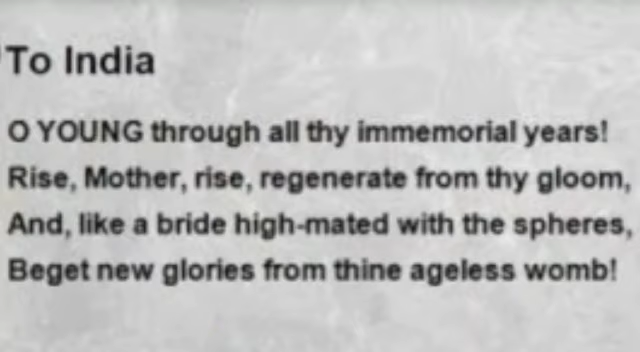 To India
O YOUNG through all thy immemorial years!
Rise, Mother, rise, regenerate from thy gloom,
And, like a bride high-mated with the spheres,
Beget new glories from thine ageless womb!